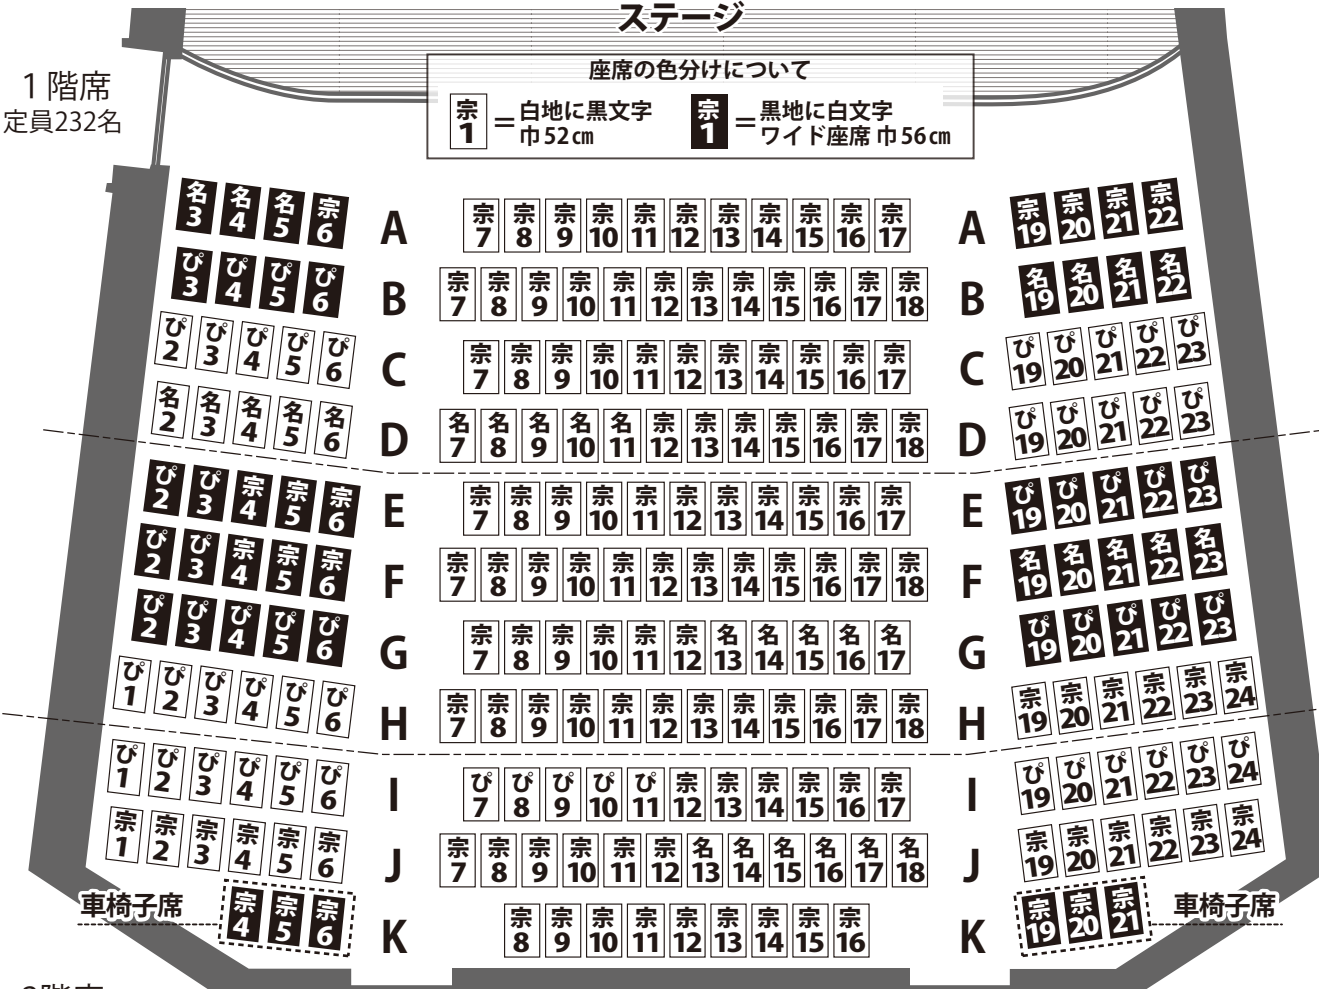 ステージ
座席の色分けについて
宗1 ＝ 白地に黒文字
巾52㎝
宗1 ＝ 黒地に白文字
ワイド座席 巾56㎝
1階席
定員232名
名3 名4 名5 宗6 A 宗7 宗8 宗9 宗10 宗11 宗12 宗13 宗14 宗15 宗16 宗17 A 宗19 宗20 宗21 宗22
ぴ3 ぴ4 ぴ5 ぴ6 B 宗7 宗8 宗9 宗10 宗11 宗12 宗13 宗14 宗15 宗16 宗17 宗18 B 名19 名20 名21 名22
ぴ2 ぴ3 ぴ4 ぴ5 ぴ6 C 宗7 宗8 宗9 宗10 宗11 宗12 宗13 宗14 宗15 宗16 宗17 C ぴ19 ぴ20 ぴ21 ぴ22 ぴ23
名2 名3 名4 名5 名6 D 名7 名8 名9 名10 名11 宗12 宗13 宗14 宗15 宗16 宗17 宗18 D ぴ19 ぴ20 ぴ21 ぴ22 ぴ23
ぴ2 ぴ3 宗4 宗5 宗6 E 宗7 宗8 宗9 宗10 宗11 宗12 宗13 宗14 宗15 宗16 宗17 E ぴ19 ぴ20 ぴ21 ぴ22 ぴ23
ぴ2 ぴ3 宗4 宗5 宗6 F 宗7 宗8 宗9 宗10 宗11 宗12 宗13 宗14 宗15 宗16 宗17 宗18 F 名19 名20 名21 名22 名23
ぴ2 ぴ3 ぴ4 ぴ5 ぴ6 G 宗7 宗8 宗9 宗10 宗11 宗12 名13 名14 名15 名16 名17 G ぴ19 ぴ20 ぴ21 ぴ22 ぴ23
ぴ1 ぴ2 ぴ3 ぴ4 ぴ5 ぴ6 H 宗7 宗8 宗9 宗10 宗11 宗12 宗13 宗14 宗15 宗16 宗17 宗18 H 宗19 宗20 宗21 宗22 宗23 宗24
ぴ1 ぴ2 ぴ3 ぴ4 ぴ5 ぴ6 I ぴ7 ぴ8 ぴ9 ぴ10 ぴ11 宗12 宗13 宗14 宗15 宗16 宗17 I ぴ19 ぴ20 ぴ21 ぴ22 ぴ23 ぴ24
宗1 宗2 宗3 宗4 宗5 宗6 J 宗7 宗8 宗9 宗10 宗11 宗12 名13 名14 名15 名16 名17 名18 J 宗19 宗20 宗21 宗22 宗23 宗24
車椅子席 宗4 宗5 宗6 K 宗8 宗9 宗10 宗11 宗12 宗13 宗14 宗15 宗16 K 宗19 宗20 宗21 車椅子席